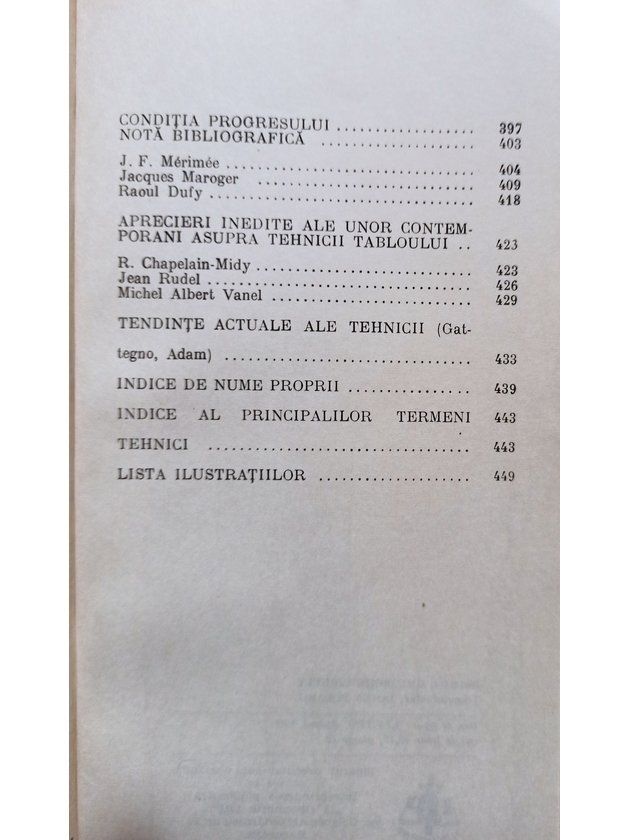 CONDIȚIA PROGRESULUI .................. 397
NOTĂ BIBLIOGRAFICĂ .................... 403
J. F. Mérimée ................................. 404
Jacques Maroger ............................ 409
Raoul Dufy ................................... 418
APRECIERI INEDITE ALE UNOR CONTEM-
PORANI ASUPRA TEHNICII TABLOULUI .. 423
R. Chapelain-Midy ............................ 423
Jean Rudel ................................... 426
Michel Albert Vanel .......................... 429
TENDINȚE ACTUALE ALE TEHNICII (Gat-
tegno, Adam) ................................. 433
INDICE DE NUME PROPRII ................ 439
INDICE AL PRINCIPALILOR TERMENI 443
TEHNICI .................................... 443
LISTA ILUSTRAȚIILOR .................... 449